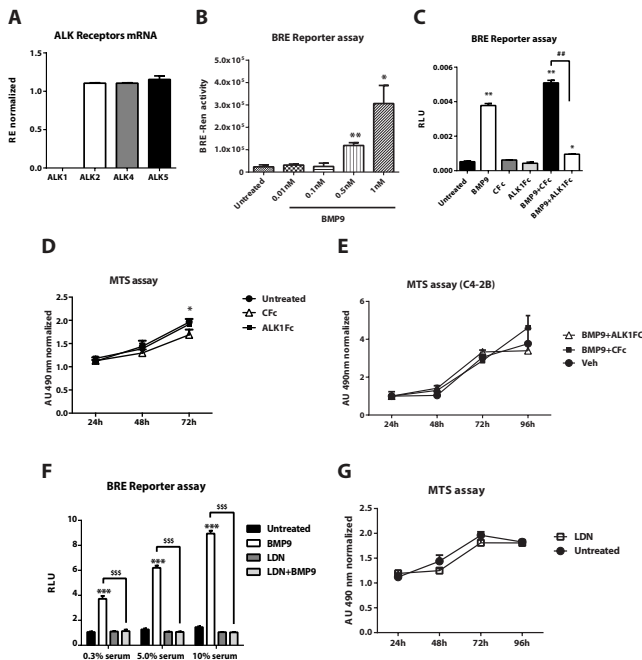 A
ALK Receptors mRNA
RE normalized
1.5
1.0
0.5
0.0
ALK1 ALK2 ALK4 ALK5
B
BRE Reporter assay
BRE-Ren activity
5.0x10⁵
4.0x10⁵
3.0x10⁵
2.0x10⁵
1.0x10⁵
0
**
*
Untreated 0.01nM 0.1nM 0.5nM 1nM
BMP9
C
BRE Reporter assay
RLU
0.006
0.004
0.002
0.000
**
**
##
*
Untreated BMP9 CFc ALK1Fc BMP9+CFc BMP9+ALK1Fc
D
MTS assay
AU 490 nm normalized
2.5
2.0
1.5
1.0
0.5
0.0
*
24h 48h 72h
Untreated
CFc
ALK1Fc
E
MTS assay (C4-2B)
AU 490nm normalized
6
4
2
0
24h 48h 72h 96h
BMP9+ALK1FC
BMP9+CFc
Veh
F
BRE Reporter assay
RLU
10
8
6
4
2
0
***
$$$
***
$$$
***
$$$
0.3% serum 5.0% serum 10% serum
Untreated
BMP9
LDN
LDN+BMP9
G
MTS assay
AU 490 nm normalized
2.5
2.0
1.5
1.0
0.5
0.0
24h 48h 72h 96h
LDN
Untreated